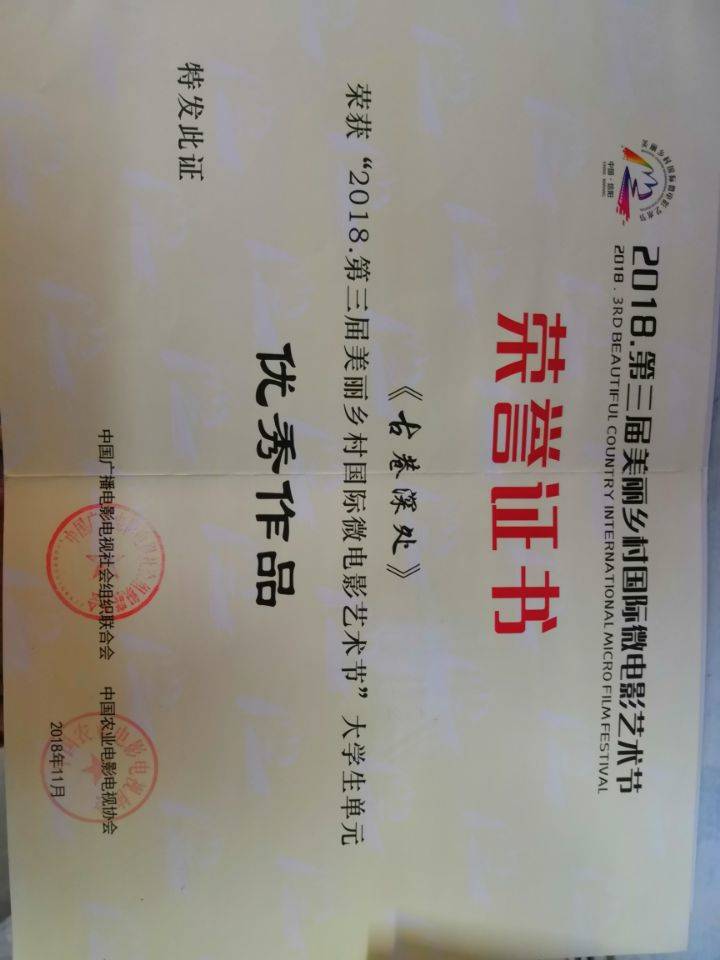 中国·信阳
2018.第三届美丽乡村国际微电影艺术节
2018 . 3RD BEAUTIFUL COUNTRY INTERNATIONAL MICRO FILM FESTIVAL
荣誉证书
《古巷深处》
荣获“2018.第三届美丽乡村国际微电影艺术节”大学生单元
优秀作品
特发此证
中国广播电影电视社会组织联合会 中国农业电影电视协会
2018年11月